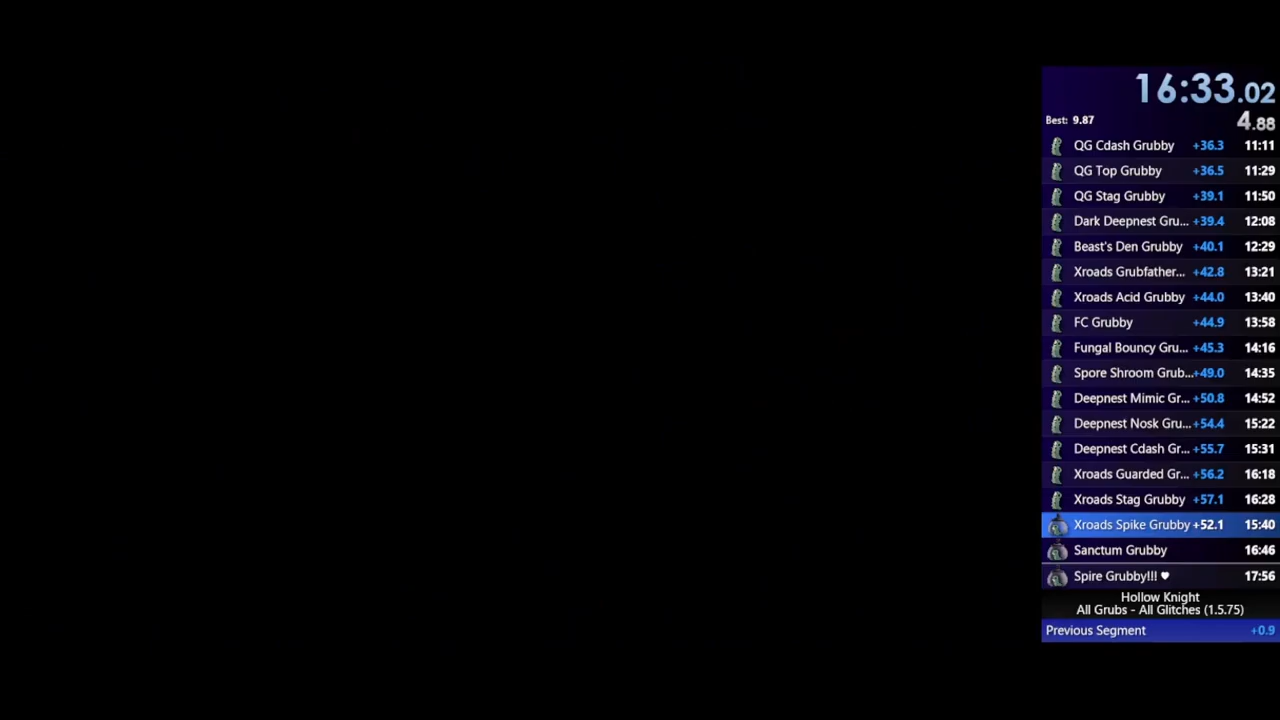 16:33.02
Best: 9.87 4.88
QG Cdash Grubby +36.3 11:11
QG Top Grubby +36.5 11:29
QG Stag Grubby +39.1 11:50
Dark Deepnest Gru... +39.4 12:08
Beast's Den Grubby +40.1 12:29
Xroads Grubfather... +42.8 13:21
Xroads Acid Grubby +44.0 13:40
FC Grubby +44.9 13:58
Fungal Bouncy Gru... +45.3 14:16
Spore Shroom Grub... +49.0 14:35
Deepnest Mimic Gr... +50.8 14:52
Deepnest Nosk Gru... +54.4 15:22
Deepnest Cdash Gr... +55.7 15:31
Xroads Guarded Gr... +56.2 16:18
Xroads Stag Grubby +57.1 16:28
Xroads Spike Grubby +52.1 15:40
Sanctum Grubby 16:46
Spire Grubby!!! ♥ 17:56
Hollow Knight
All Grubs - All Glitches (1.5.75)
Previous Segment +0.9